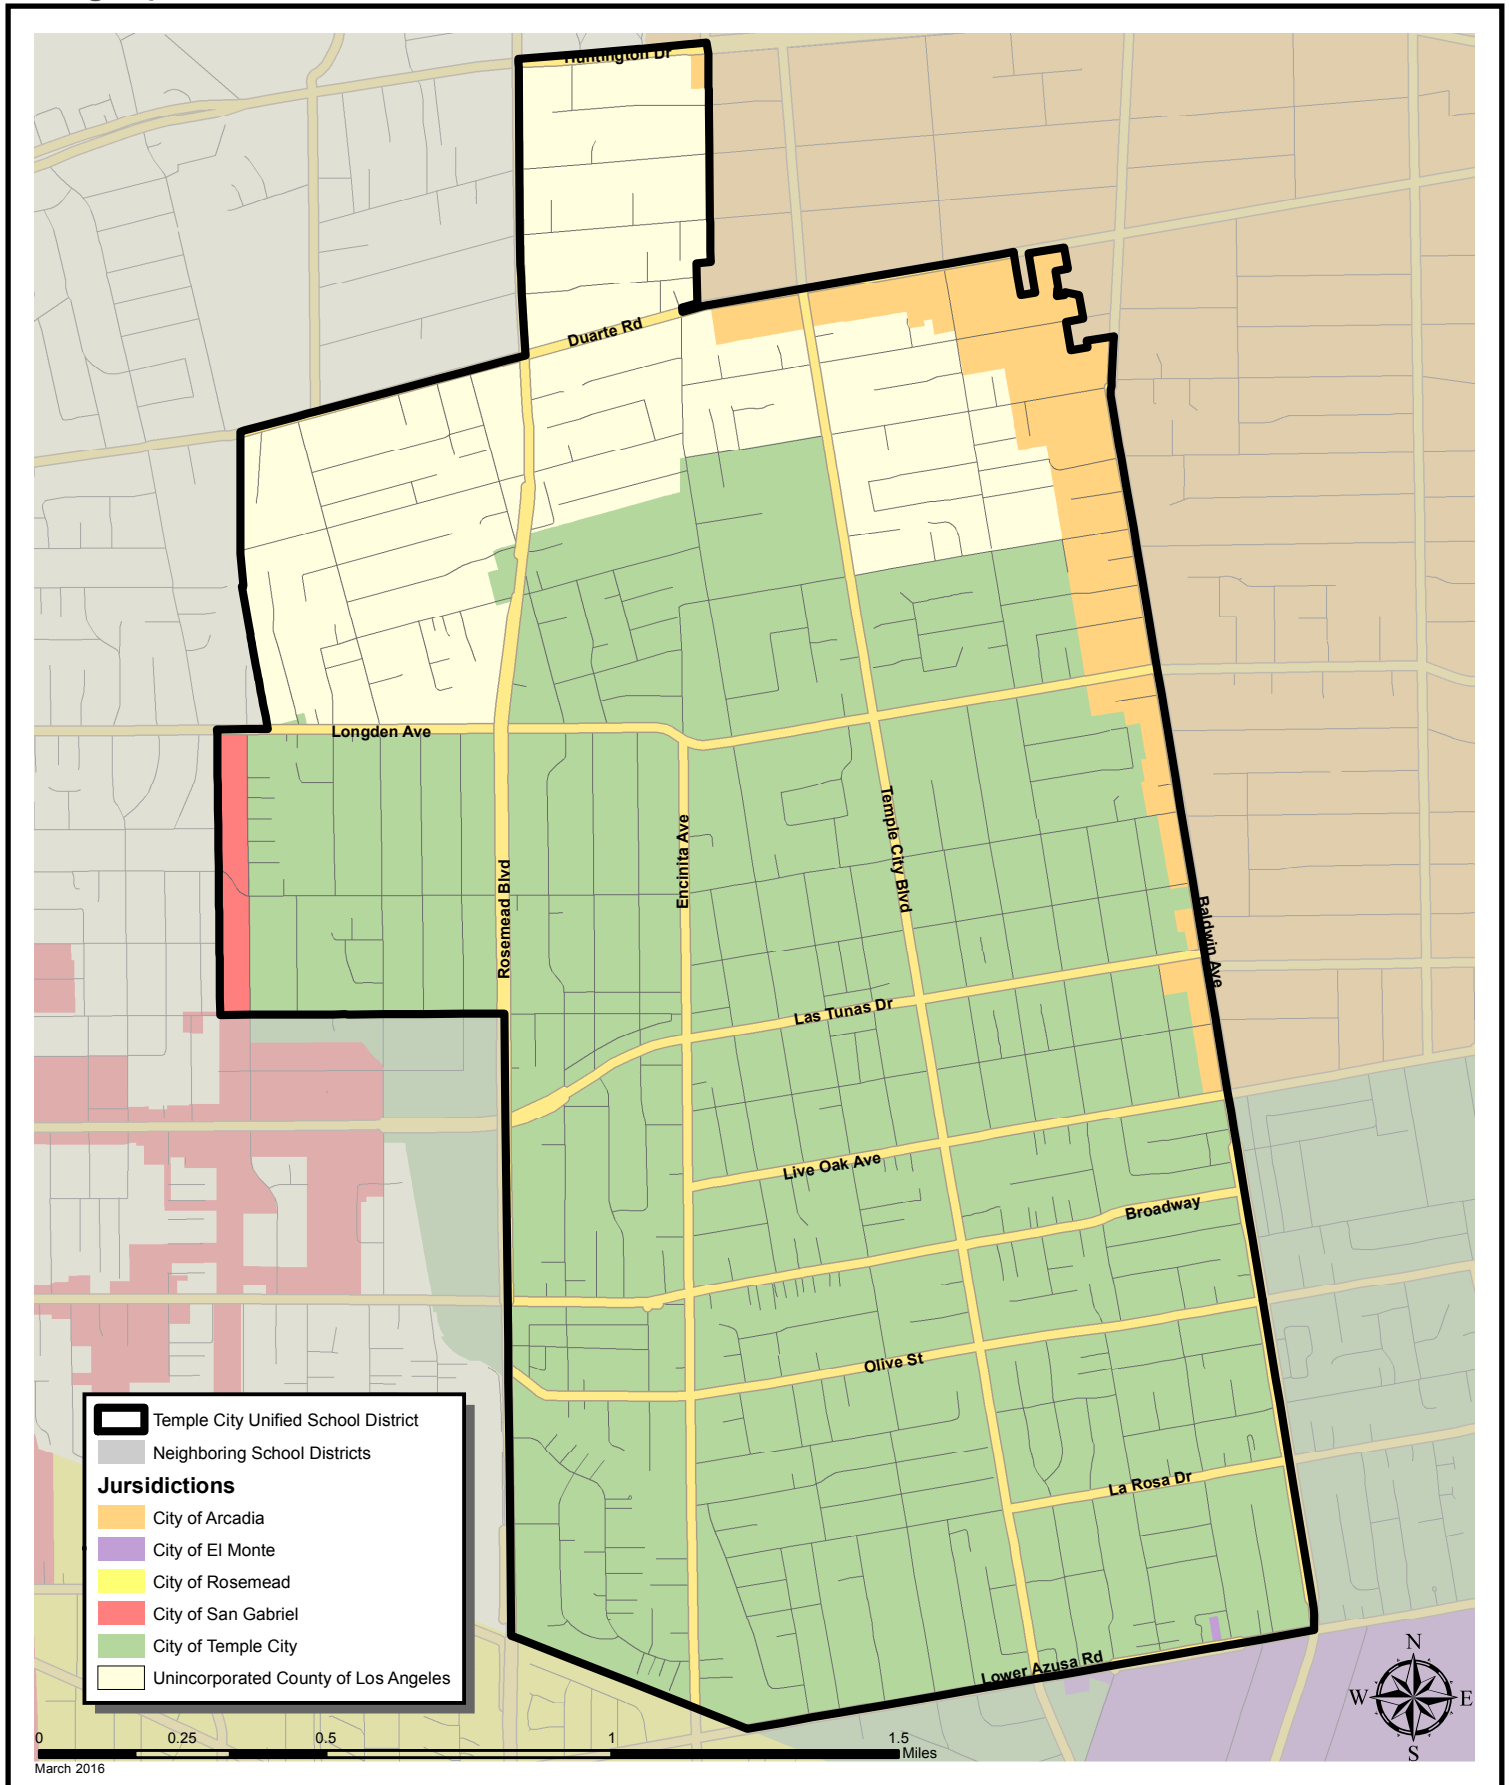 Huntington Dr
Duarte Rd
Longden Ave
Temple City Blvd
Encinita Ave
Rosemead Blvd
Baldwin Ave
Las Tunas Dr
Live Oak Ave
Broadway
Olive St
La Rosa Dr
Lower Azusa Rd
Temple City Unified School District
Neighboring School Districts
Jursidictions
City of Arcadia
City of El Monte
City of Rosemead
City of San Gabriel
City of Temple City
Unincorporated County of Los Angeles
N
W E
S
0 0.25 0.5 1 1.5
Miles
March 2016